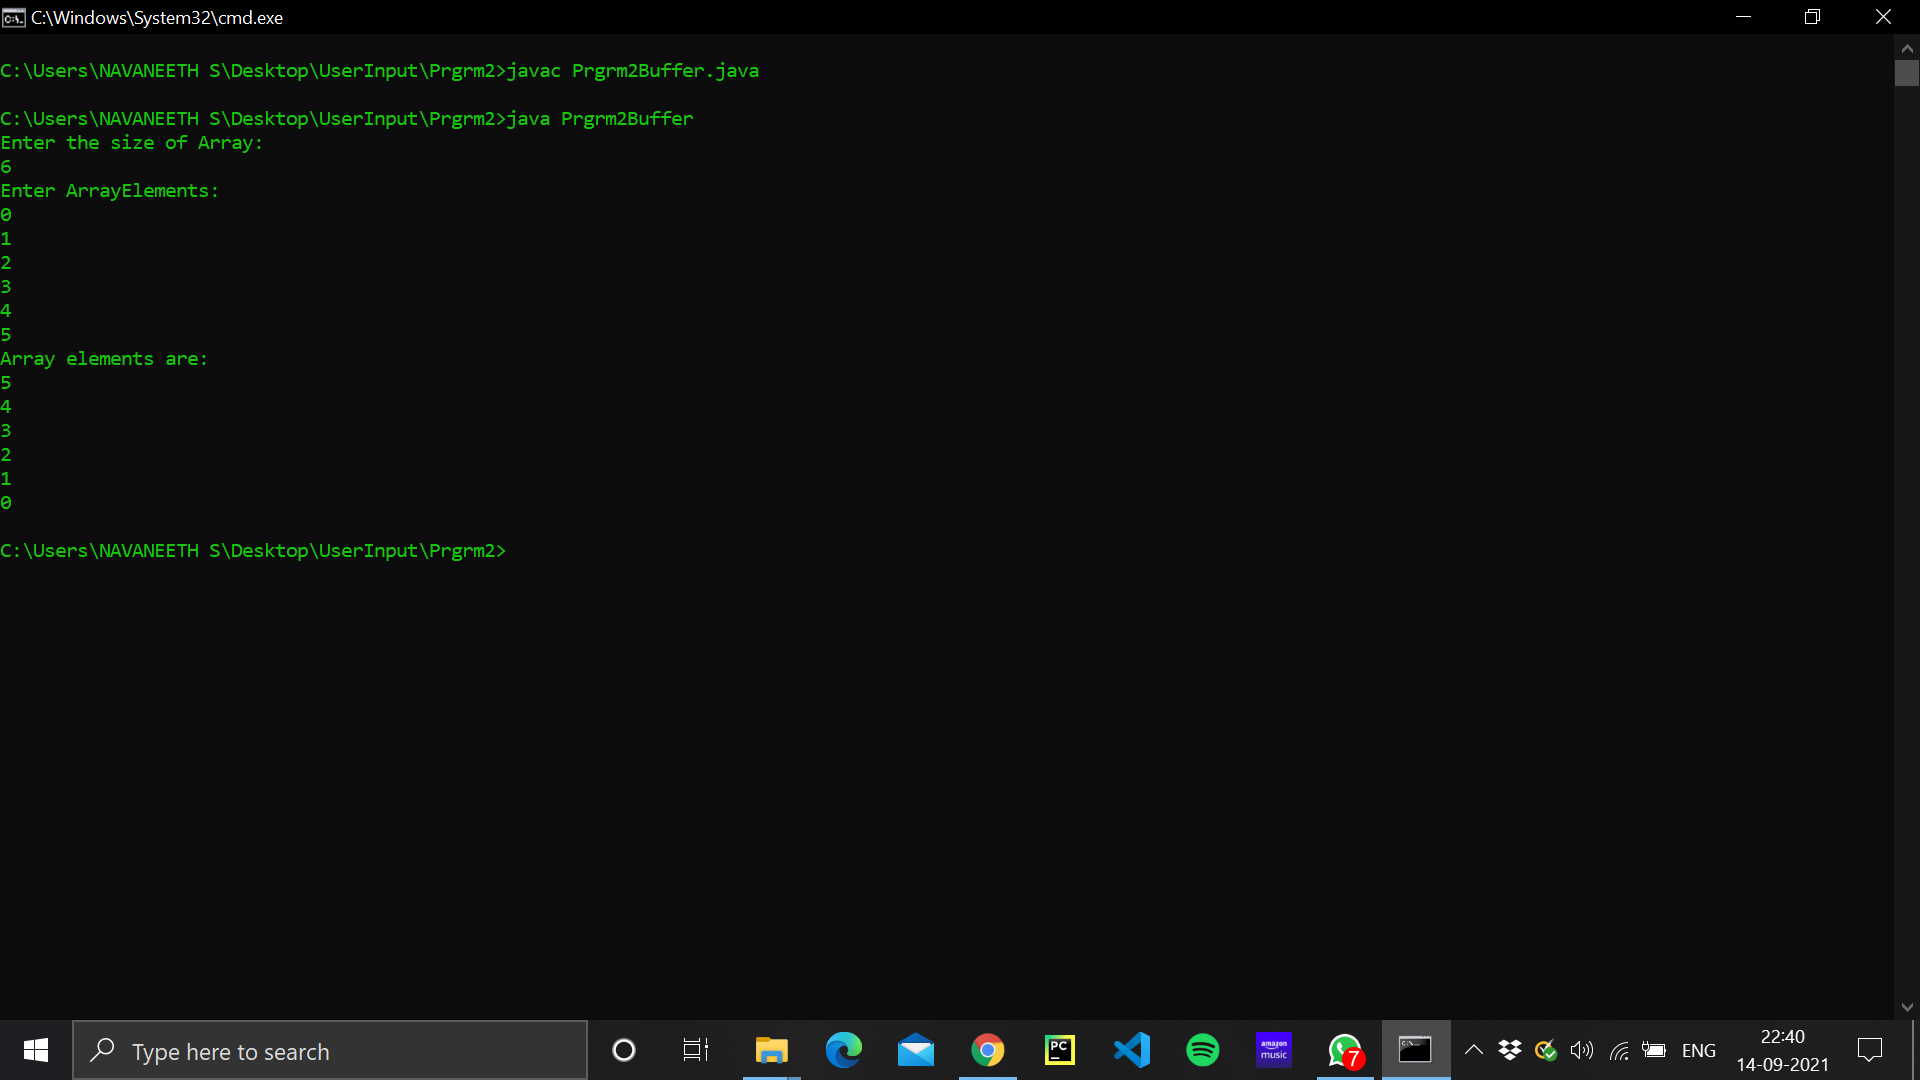 C:\Windows\System32\cmd.exe
C:\Users\NAVANEETH S\Desktop\UserInput\Prgrm2>javac Prgrm2Buffer.java
C:\Users\NAVANEETH S\Desktop\UserInput\Prgrm2>java Prgrm2Buffer
Enter the size of Array:
6
Enter ArrayElements:
0
1
2
3
4
5
Array elements are:
5
4
3
2
1
0
C:\Users\NAVANEETH S\Desktop\UserInput\Prgrm2>
Type here to search
PC
amazon
music
7
ENG
22:40
14-09-2021